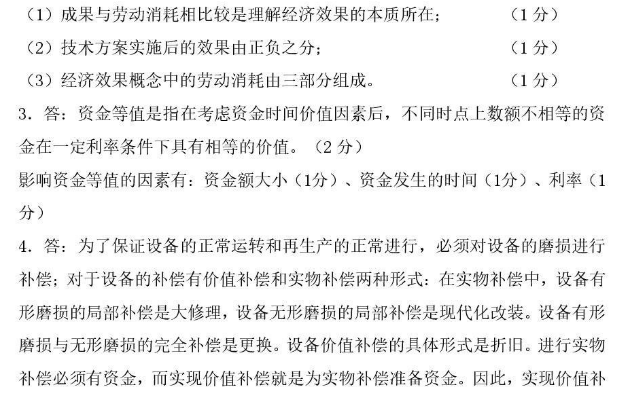 （1）成果与劳动消耗相比较是理解经济效果的本质所在; （1 分）
（2）技术方案实施后的效果由正负之分; （1 分）
（3）经济效果概念中的劳动消耗由三部分组成。 （1 分）
3．答：资金等值是指在考虑资金时间价值因素后，不同时点上数额不相等的资
金在一定利率条件下具有相等的价值。（2 分）
影响资金等值的因素有：资金额大小（1分）、资金发生的时间（1分）、利率（1
分）
4．答：为了保证设备的正常运转和再生产的正常进行，必须对设备的磨损进行
补偿；对于设备的补偿有价值补偿和实物补偿两种形式：在实物补偿中，设备有
形磨损的局部补偿是大修理，设备无形磨损的局部补偿是现代化改装。设备有形
磨损与无形磨损的完全补偿是更换。设备价值补偿的具体形式是折旧。进行实物
补偿必须有资金，而实现价值补偿就是为实物补偿准备资金。因此，实现价值补